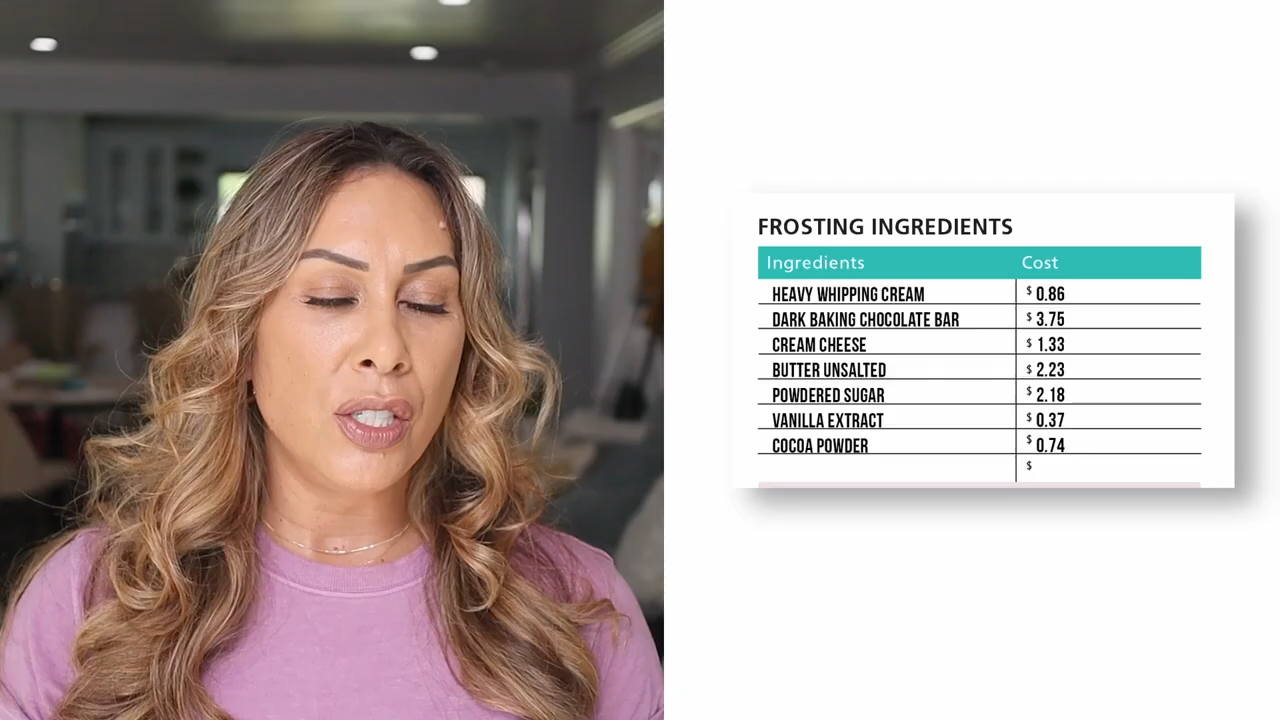 FROSTING INGREDIENTS
Ingredients Cost
HEAVY WHIPPING CREAM $ 0.86
DARK BAKING CHOCOLATE BAR $ 3.75
CREAM CHEESE $ 1.33
BUTTER UNSALTED $ 2.23
POWDERED SUGAR $ 2.18
VANILLA EXTRACT $ 0.37
COCOA POWDER $ 0.74
$